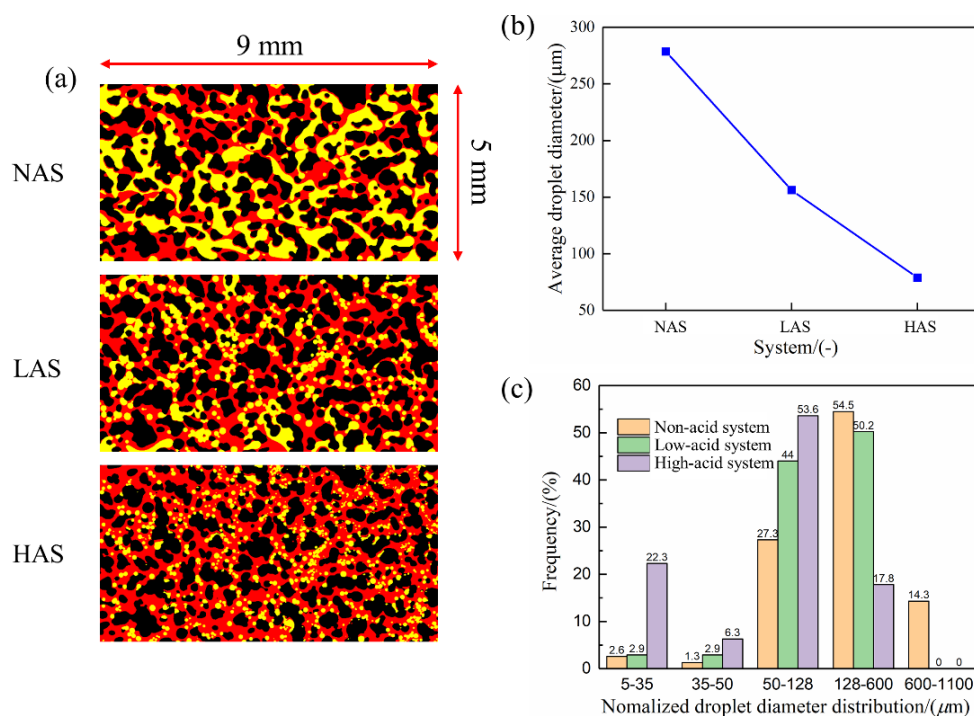 (a)
9 mm
5 mm
NAS
LAS
HAS
(b)
Average droplet diameter/(μm)
300
250
200
150
100
50
NAS LAS HAS
System/(-)
(c)
Frequency/(%)
60
50
40
30
20
10
0
Non-acid system
Low-acid system
High-acid system
2.6 2.9 22.3
1.3 2.9 6.3
27.3 44 53.6
54.5 50.2 17.8
14.3 0 0
5-35 35-50 50-128 128-600 600-1100
Nomalized droplet diameter distribution/(μm)